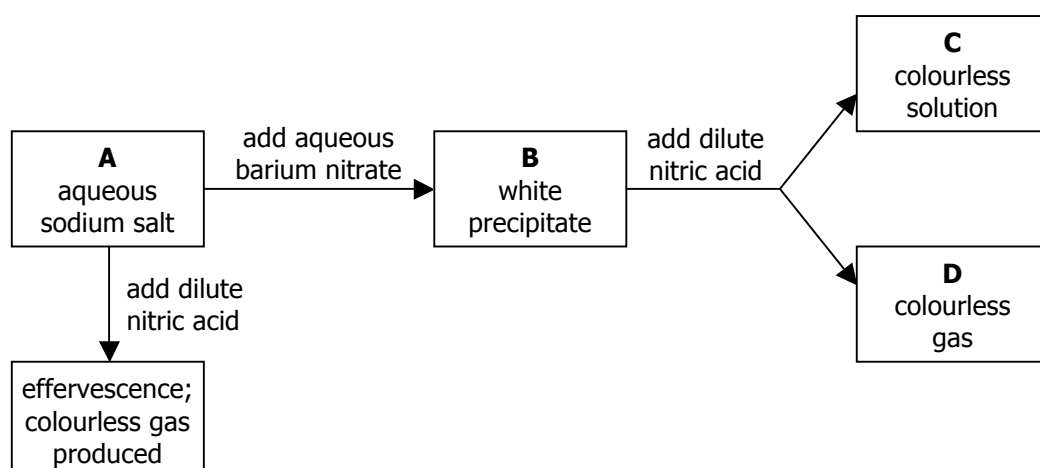 A
aqueous
sodium salt
add aqueous
barium nitrate
B
white
precipitate
add dilute
nitric acid
C
colourless
solution
D
colourless
gas
add dilute
nitric acid
effervescence;
colourless gas
produced